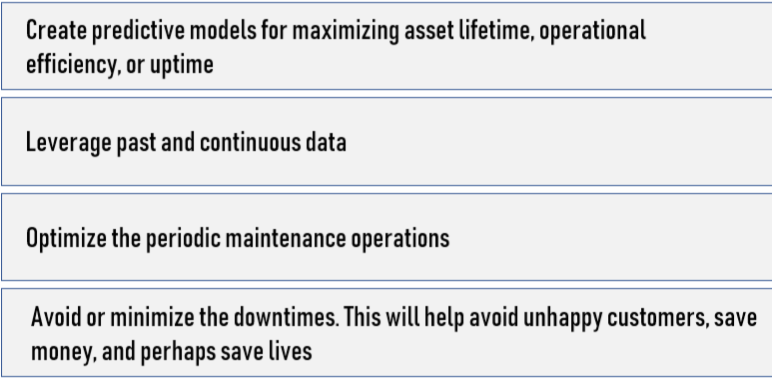 Create predictive models for maximizing asset lifetime, operational
efficiency, or uptime
Leverage past and continuous data
Optimize the periodic maintenance operations
Avoid or minimize the downtimes. This will help avoid unhappy customers, save
money, and perhaps save lives